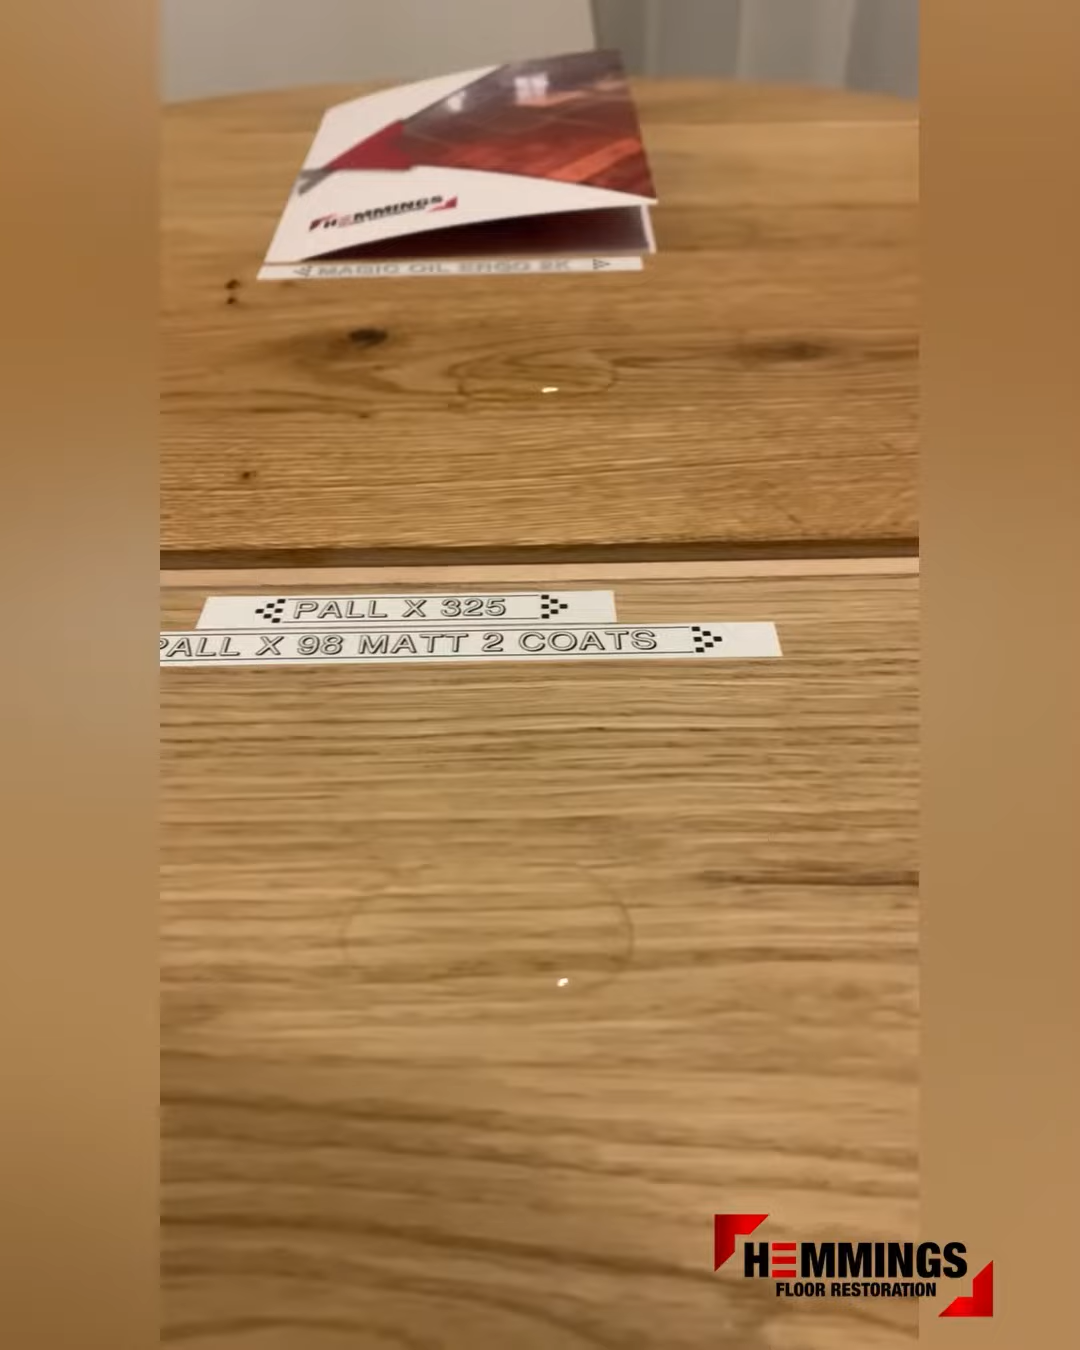 HEMMINGS
MAGIC OIL ERGO 2K
PALL X 325
PALL X 98 MATT 2 COATS
HEMMINGS
FLOOR RESTORATION